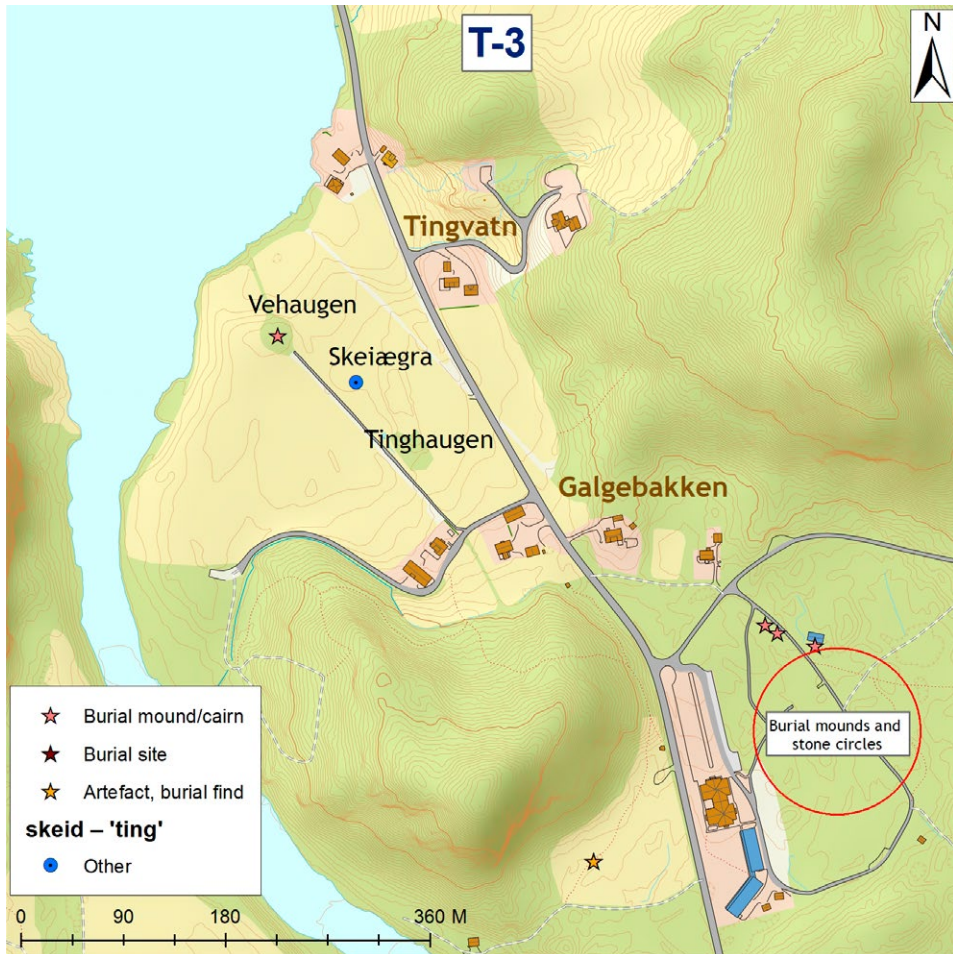 T-3
N
Tingvatn
Vehaugen
Skeiægra
Tinghaugen
Galgebakken
Burial mounds and
stone circles
Burial mound/cairn
Burial site
Artefact, burial find
skeid – 'ting'
Other
0 90 180 360 M